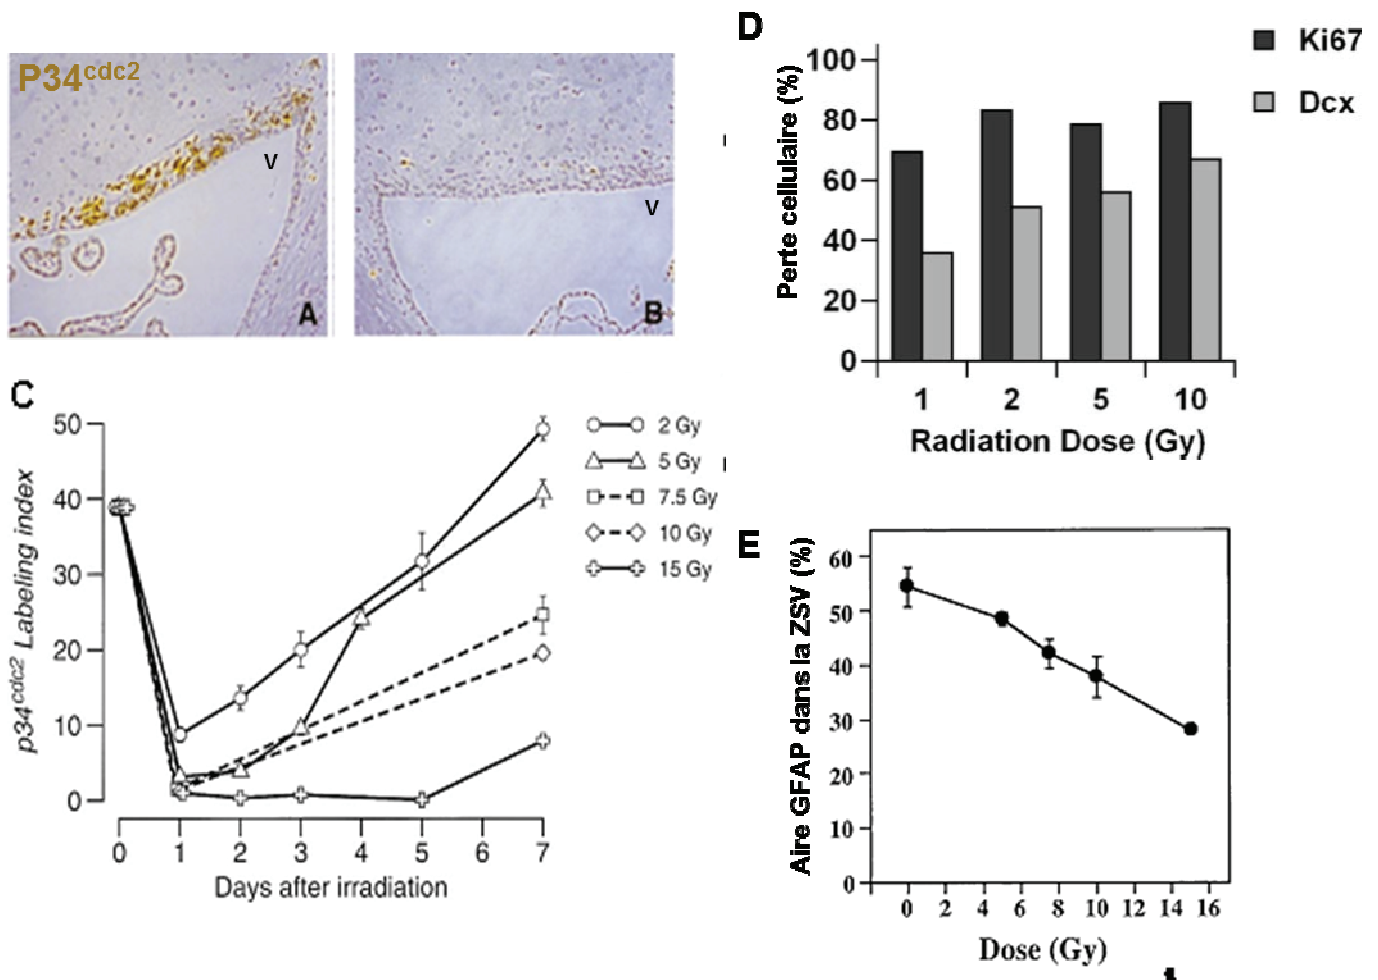 P34cdc2
V
A
V
B
C
50
40
30
20
10
0
p34cdc2 Labeling index
0 1 2 3 4 5 6 7
Days after irradiation
2 Gy
5 Gy
7.5 Gy
10 Gy
15 Gy
D
Ki67
Dcx
100
80
60
40
20
0
Perte cellulaire (%)
1 2 5 10
Radiation Dose (Gy)
E
60
50
40
30
20
10
0
Aire GFAP dans la ZSV (%)
0 2 4 6 8 10 12 14 16
Dose (Gy)